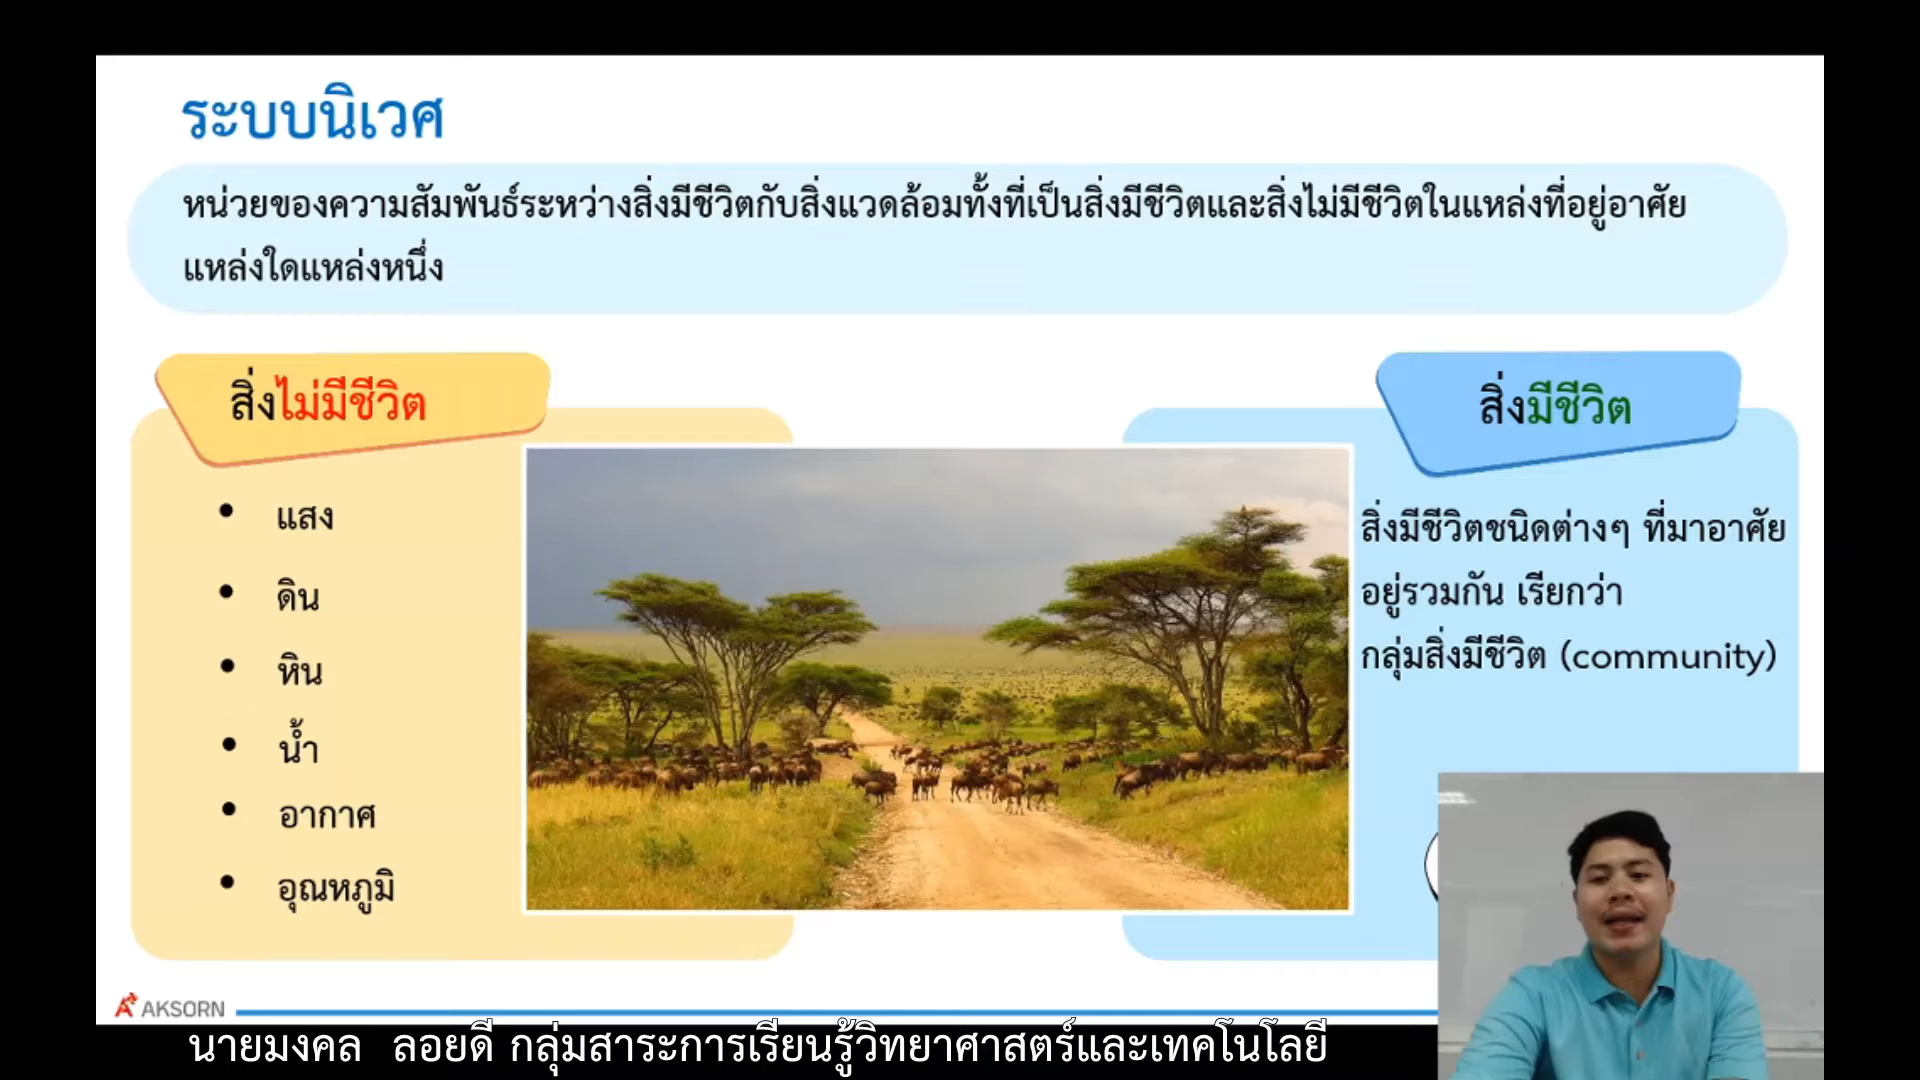 ระบบนิเวศ
หน่วยของความสัมพันธ์ระหว่างสิ่งมีชีวิตกับสิ่งแวดล้อมทั้งที่เป็นสิ่งมีชีวิตและสิ่งไม่มีชีวิตในแหล่งที่อยู่อาศัย
แหล่งใดแหล่งหนึ่ง
สิ่งไม่มีชีวิต
• แสง
• ดิน
• หิน
• น้ำ
• อากาศ
• อุณหภูมิ
สิ่งมีชีวิต
สิ่งมีชีวิตชนิดต่างๆ ที่มาอาศัย
อยู่รวมกัน เรียกว่า
กลุ่มสิ่งมีชีวิต (community)
AKSORN
นายมงคล ลอยดี กลุ่มสาระการเรียนรู้วิทยาศาสตร์และเทคโนโลยี